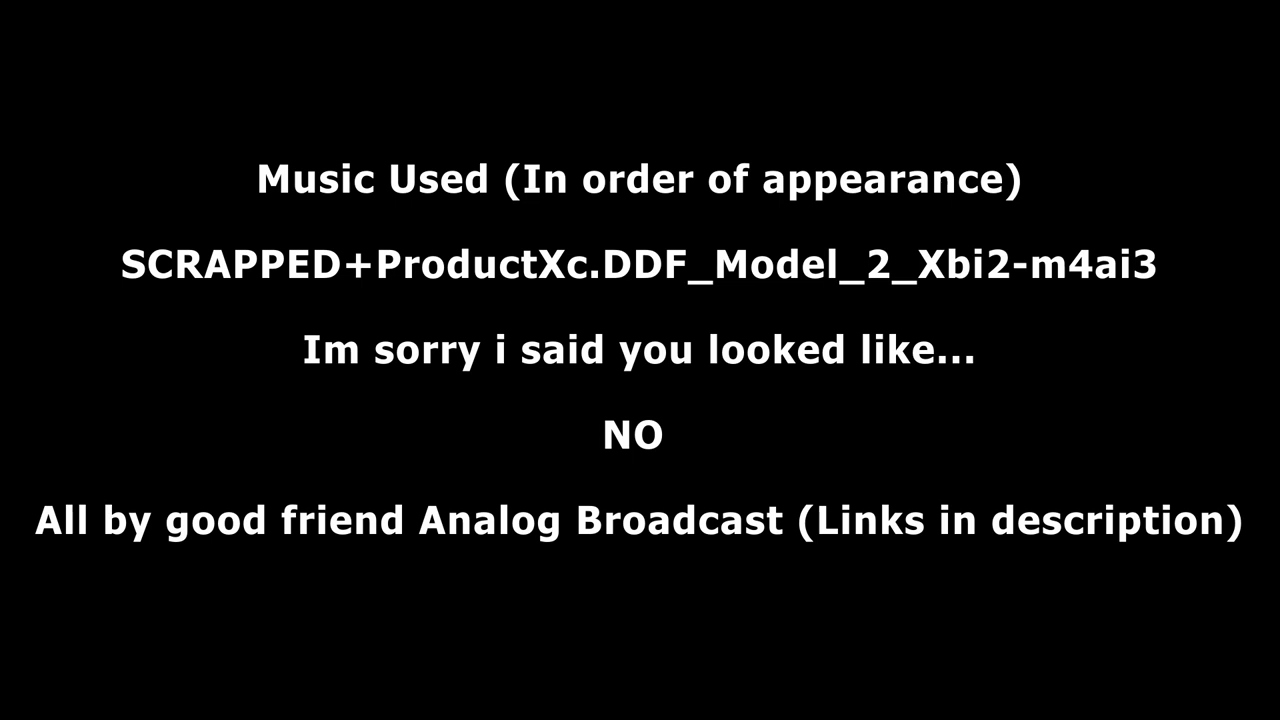 Music Used (In order of appearance)
SCRAPPED+ProductXc.DDF_Model_2_Xbi2-m4ai3
Im sorry i said you looked like...
NO
All by good friend Analog Broadcast (Links in description)